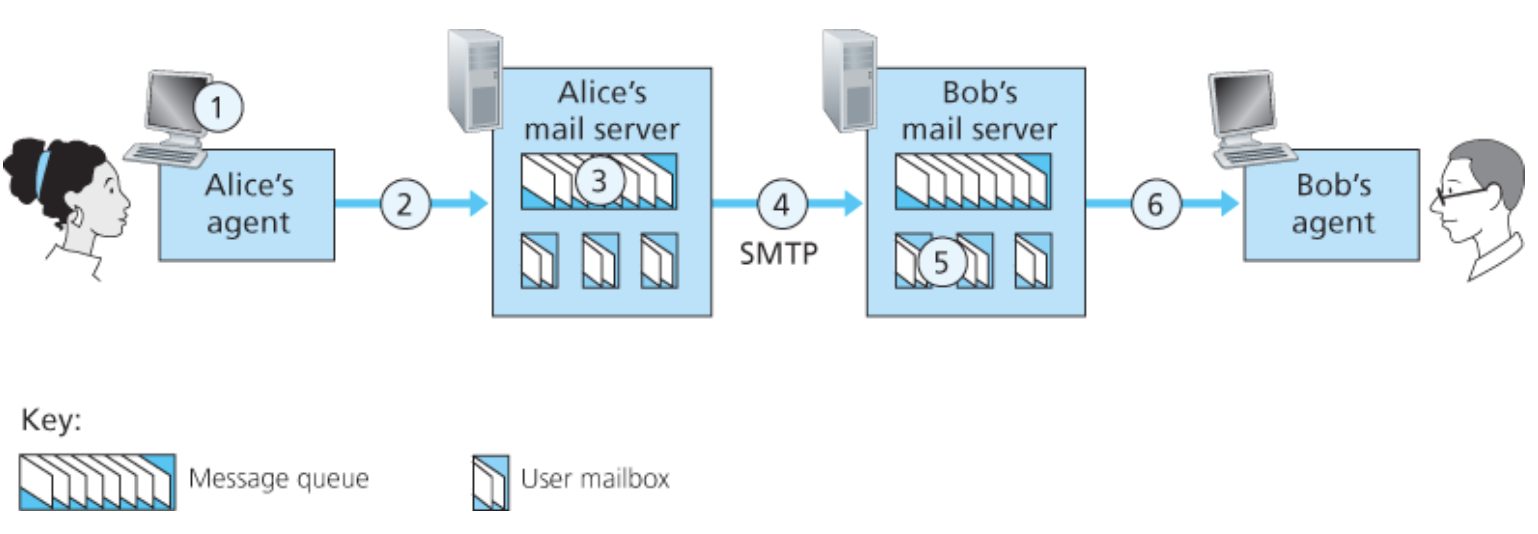 1
Alice's
agent
2
Alice's
mail server
3
4
SMTP
Bob's
mail server
5
6
Bob's
agent
Key:
Message queue
User mailbox